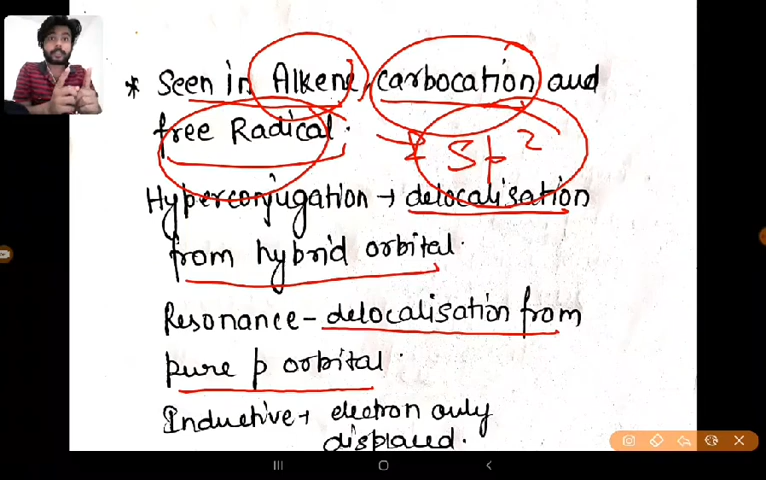 * Seen in Alkene, carbocation and
free Radical.
sp²
Hyperconjugation → delocalisation
from hybrid orbital.
Resonance - delocalisation from
pure p orbital.
Inductive → electron only
displaced.